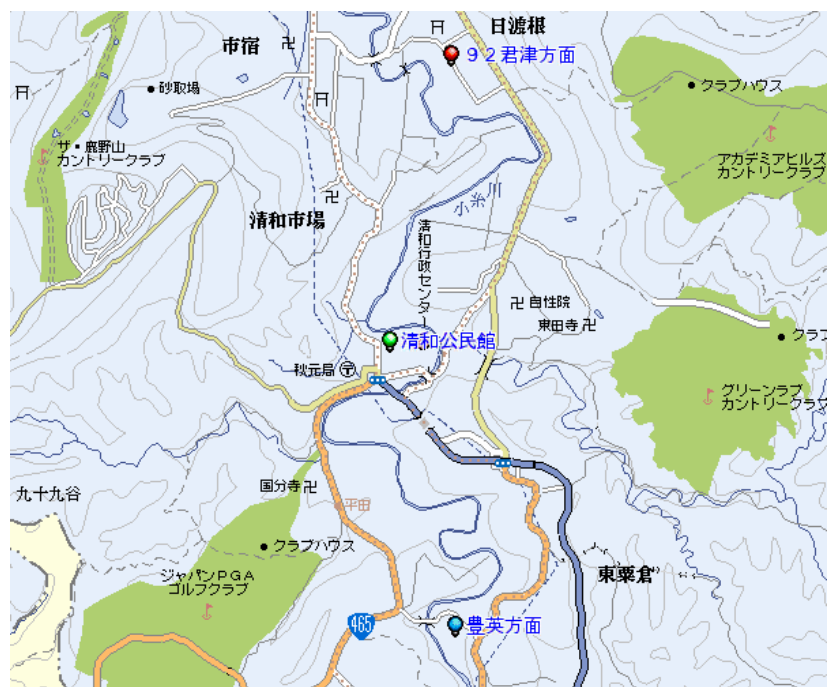 日渡根
市宿
92君津方面
砂取場
クラブハウス
ザ・鹿野山
カントリークラブ
アカデミアヒルズ
カントリークラブ
小糸川
清和市場
清和行政センター
自性院
東田寺
清和公民館
クラブ
秋元局
グリーンラブ
カントリークラブ
国分寺
九十九谷
平田
クラブハウス
東粟倉
ジャパンPGA
ゴルフクラブ
465
豊英方面